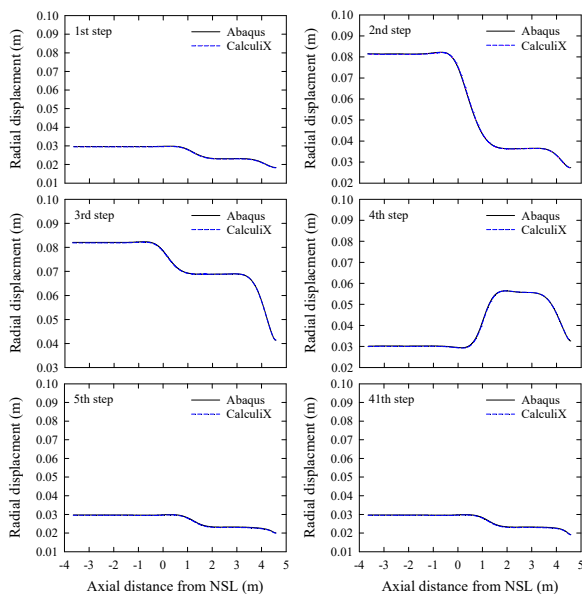 Radial displacment (m)
0.10
0.09
0.08
0.07
0.06
0.05
0.04
0.03
0.02
0.01
1st step
Abaqus
CalculiX
Radial displacment (m)
0.10
0.09
0.08
0.07
0.06
0.05
0.04
0.03
0.02
2nd step
Abaqus
CalculiX
Radial displacment (m)
0.10
0.09
0.08
0.07
0.06
0.05
0.04
0.03
3rd step
Abaqus
CalculiX
Radial displacment (m)
0.10
0.09
0.08
0.07
0.06
0.05
0.04
0.03
0.02
4th step
Abaqus
CalculiX
Radial displacment (m)
0.10
0.09
0.08
0.07
0.06
0.05
0.04
0.03
0.02
0.01
5th step
Abaqus
CalculiX
-4 -3 -2 -1 0 1 2 3 4 5
Axial distance from NSL (m)
Radial displacment (m)
0.10
0.09
0.08
0.07
0.06
0.05
0.04
0.03
0.02
0.01
41th step
Abaqus
CalculiX
-4 -3 -2 -1 0 1 2 3 4 5
Axial distance from NSL (m)